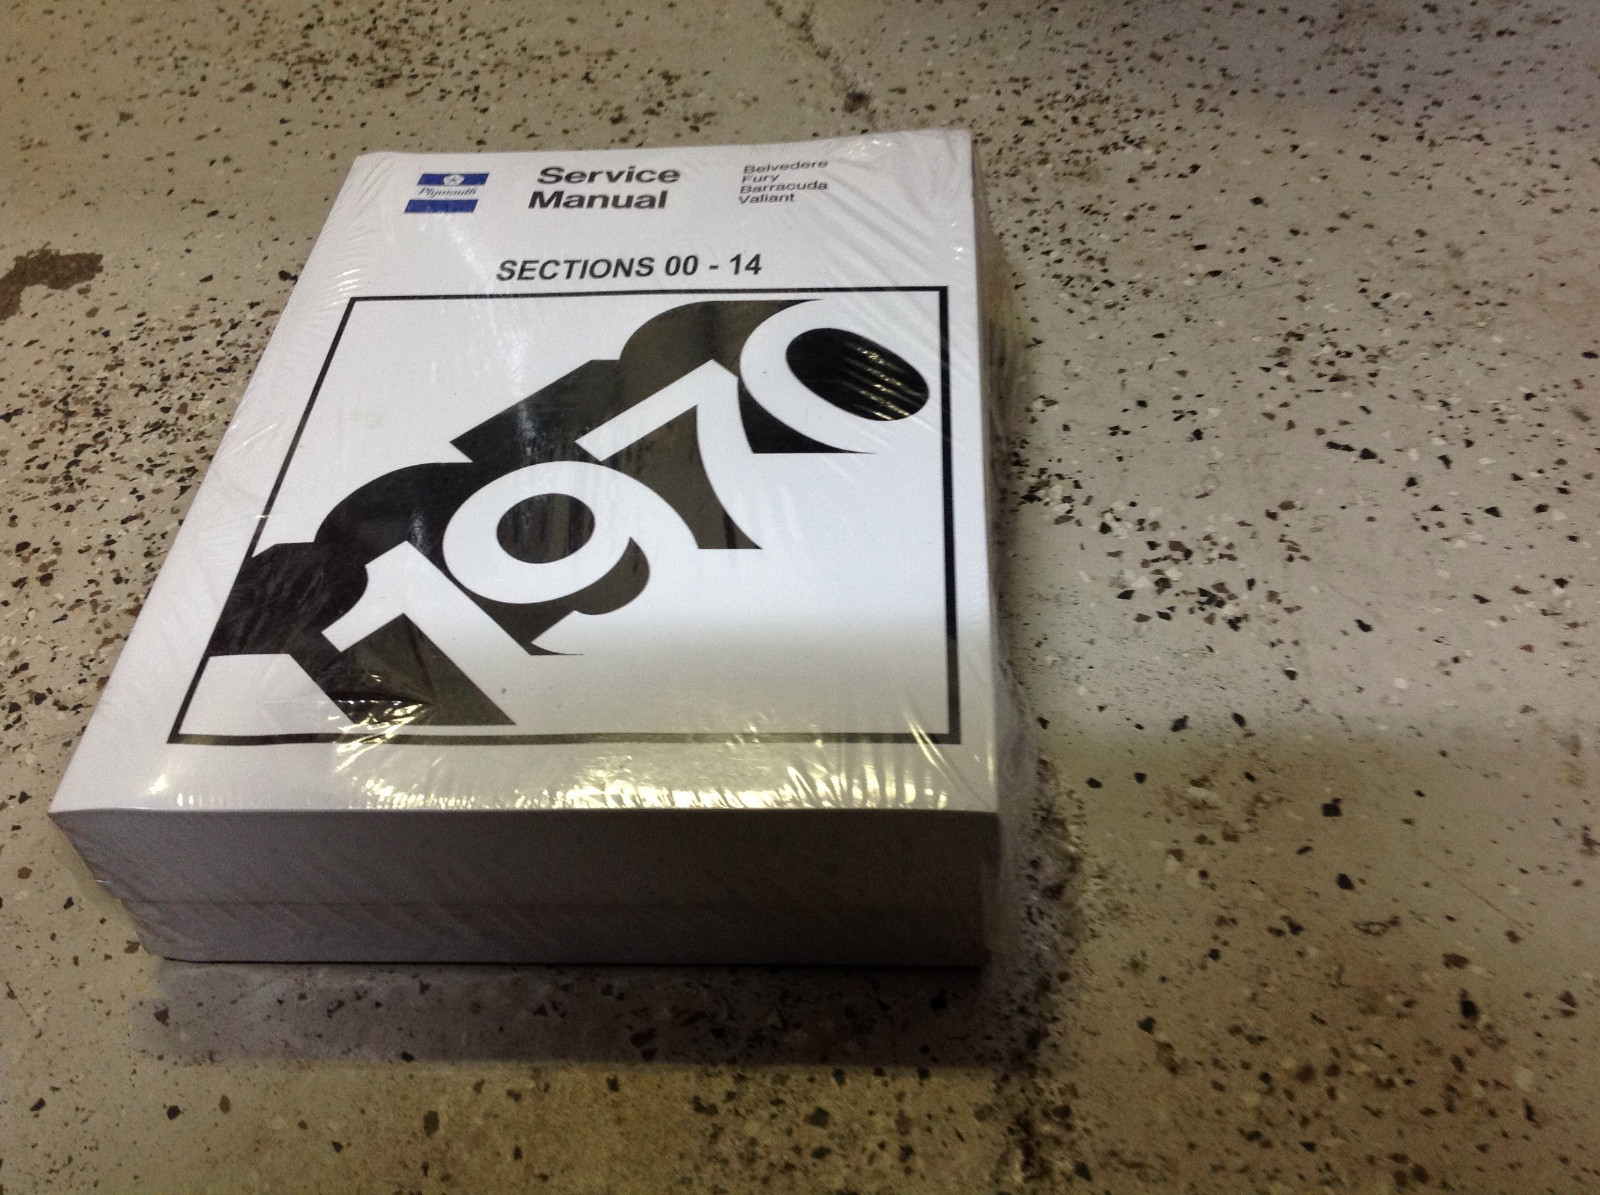 Plymouth
Service
Manual
Belvedere
Fury
Barracuda
Valiant
SECTIONS 00 - 14
1970